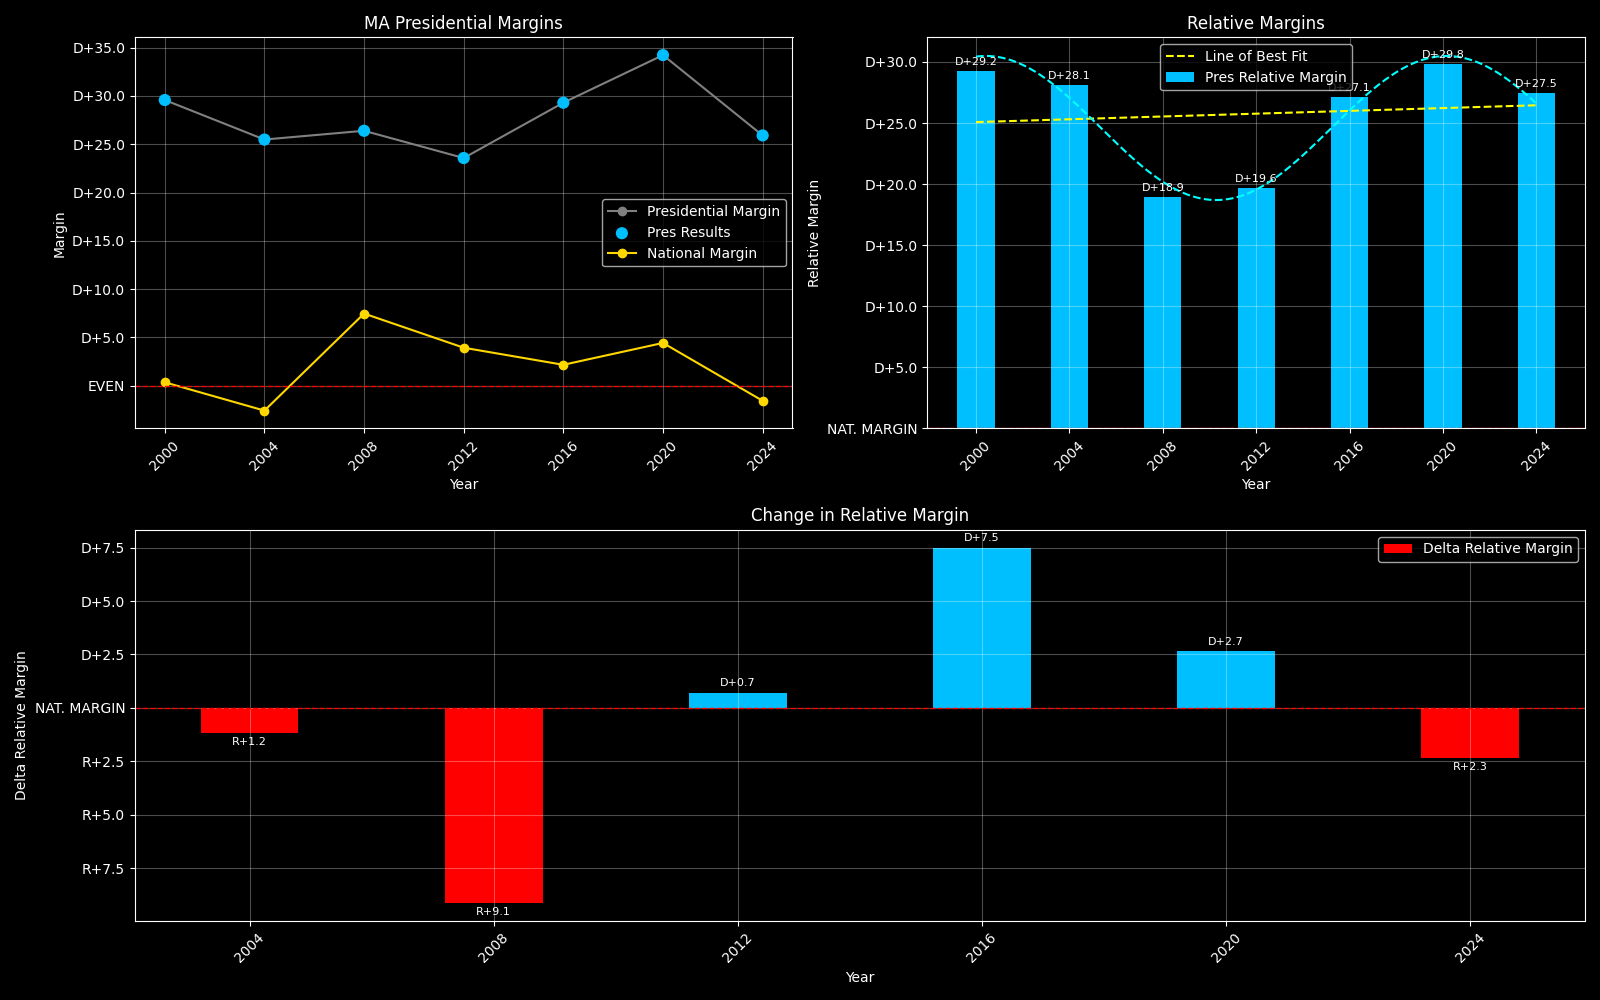 MA Presidential Margins
D+35.0
D+30.0
D+25.0
D+20.0
D+15.0
D+10.0
D+5.0
EVEN
Margin
Presidential Margin
Pres Results
National Margin
2000
2004
2008
2012
2016
2020
2024
Year
Relative Margins
D+30.0
D+25.0
D+20.0
D+15.0
D+10.0
D+5.0
NAT. MARGIN
Relative Margin
Line of Best Fit
Pres Relative Margin
D+29.2
D+28.1
D+18.9
D+19.6
D+29.8
D+27.5
2000
2004
2008
2012
2016
2020
2024
Year
Change in Relative Margin
D+7.5
D+5.0
D+2.5
NAT. MARGIN
R+2.5
R+5.0
R+7.5
Delta Relative Margin
Delta Relative Margin
R+1.2
R+9.1
D+0.7
D+7.5
D+2.7
R+2.3
2004
2008
2012
2016
2020
2024
Year